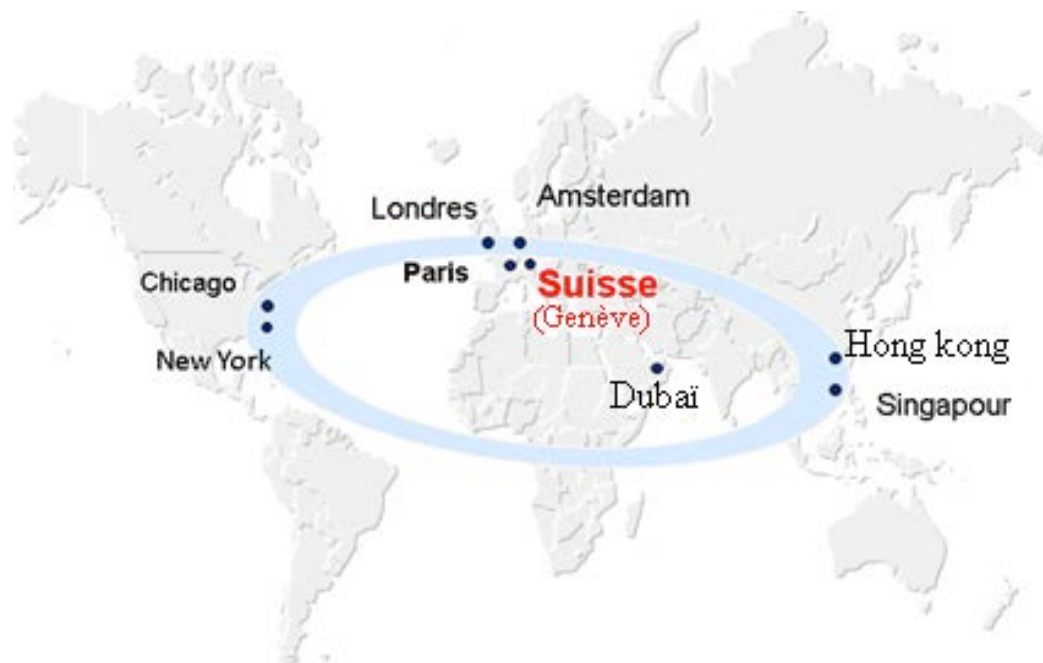 Amsterdam
Londres
Paris
Suisse
(Genève)
Chicago
New York
Hong kong
Dubaï
Singapour